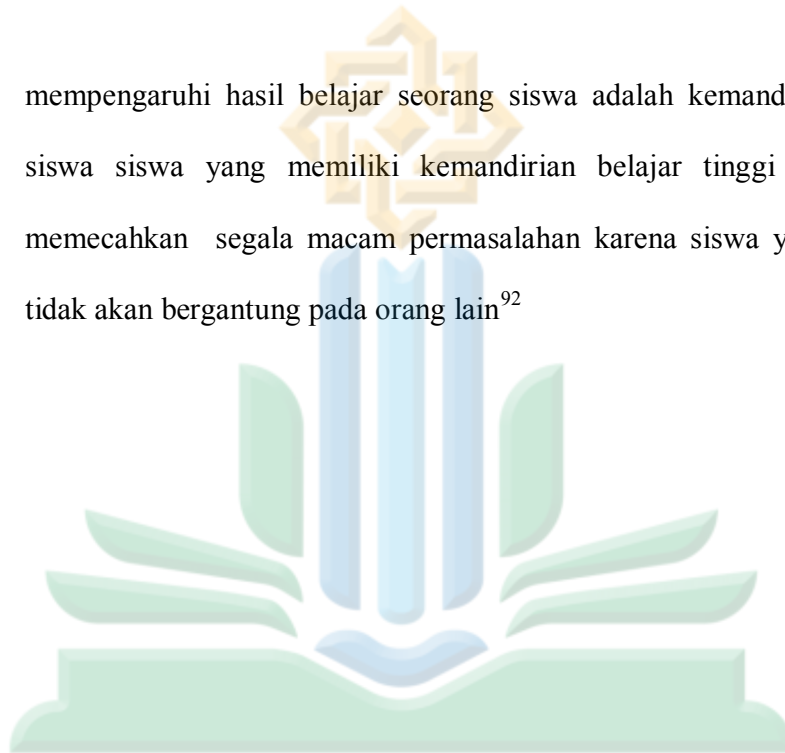 mempengaruhi hasil belajar seorang siswa adalah
siswa siswa yang memiliki kemandirian belajar tinggi
memecahkan segala macam permasalahan karena siswa
tidak akan bergantung pada orang lain⁹²